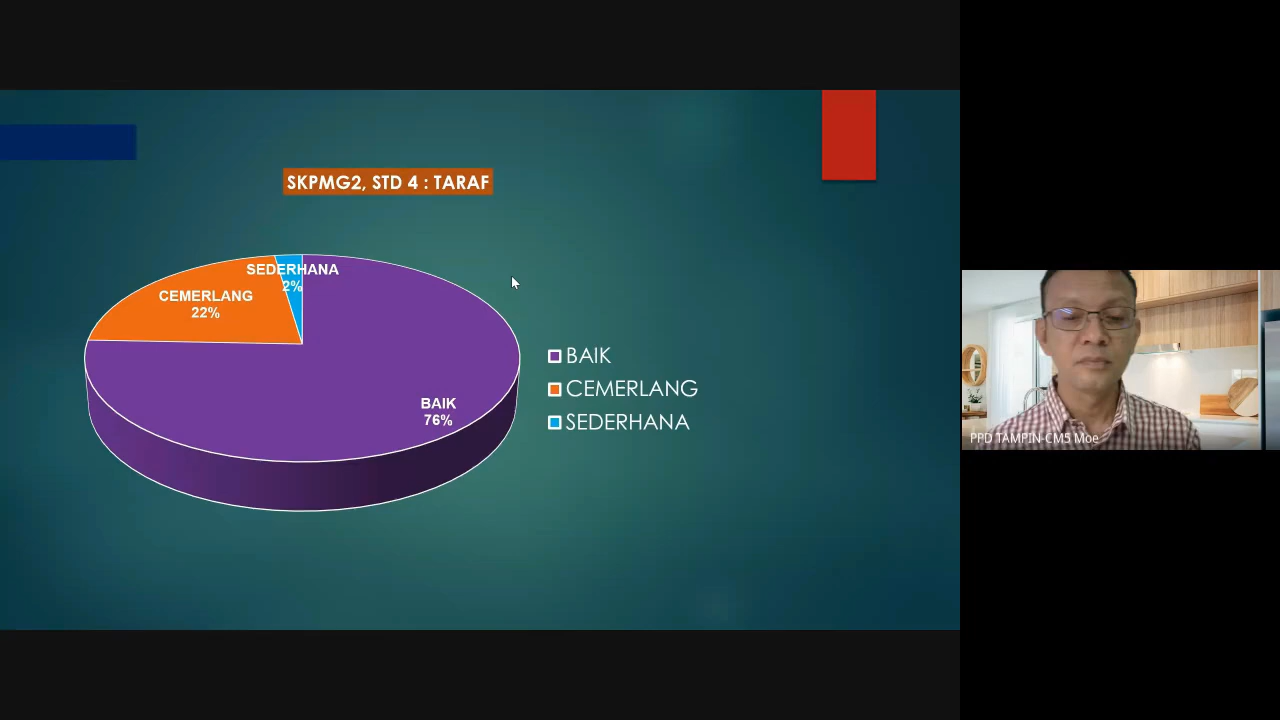 SKPMG2, STD 4 : TARAF
SEDERHANA
2%
CEMERLANG
22%
BAIK
76%
BAIK
CEMERLANG
SEDERHANA
PPD TAMPIN-CM5 Moe